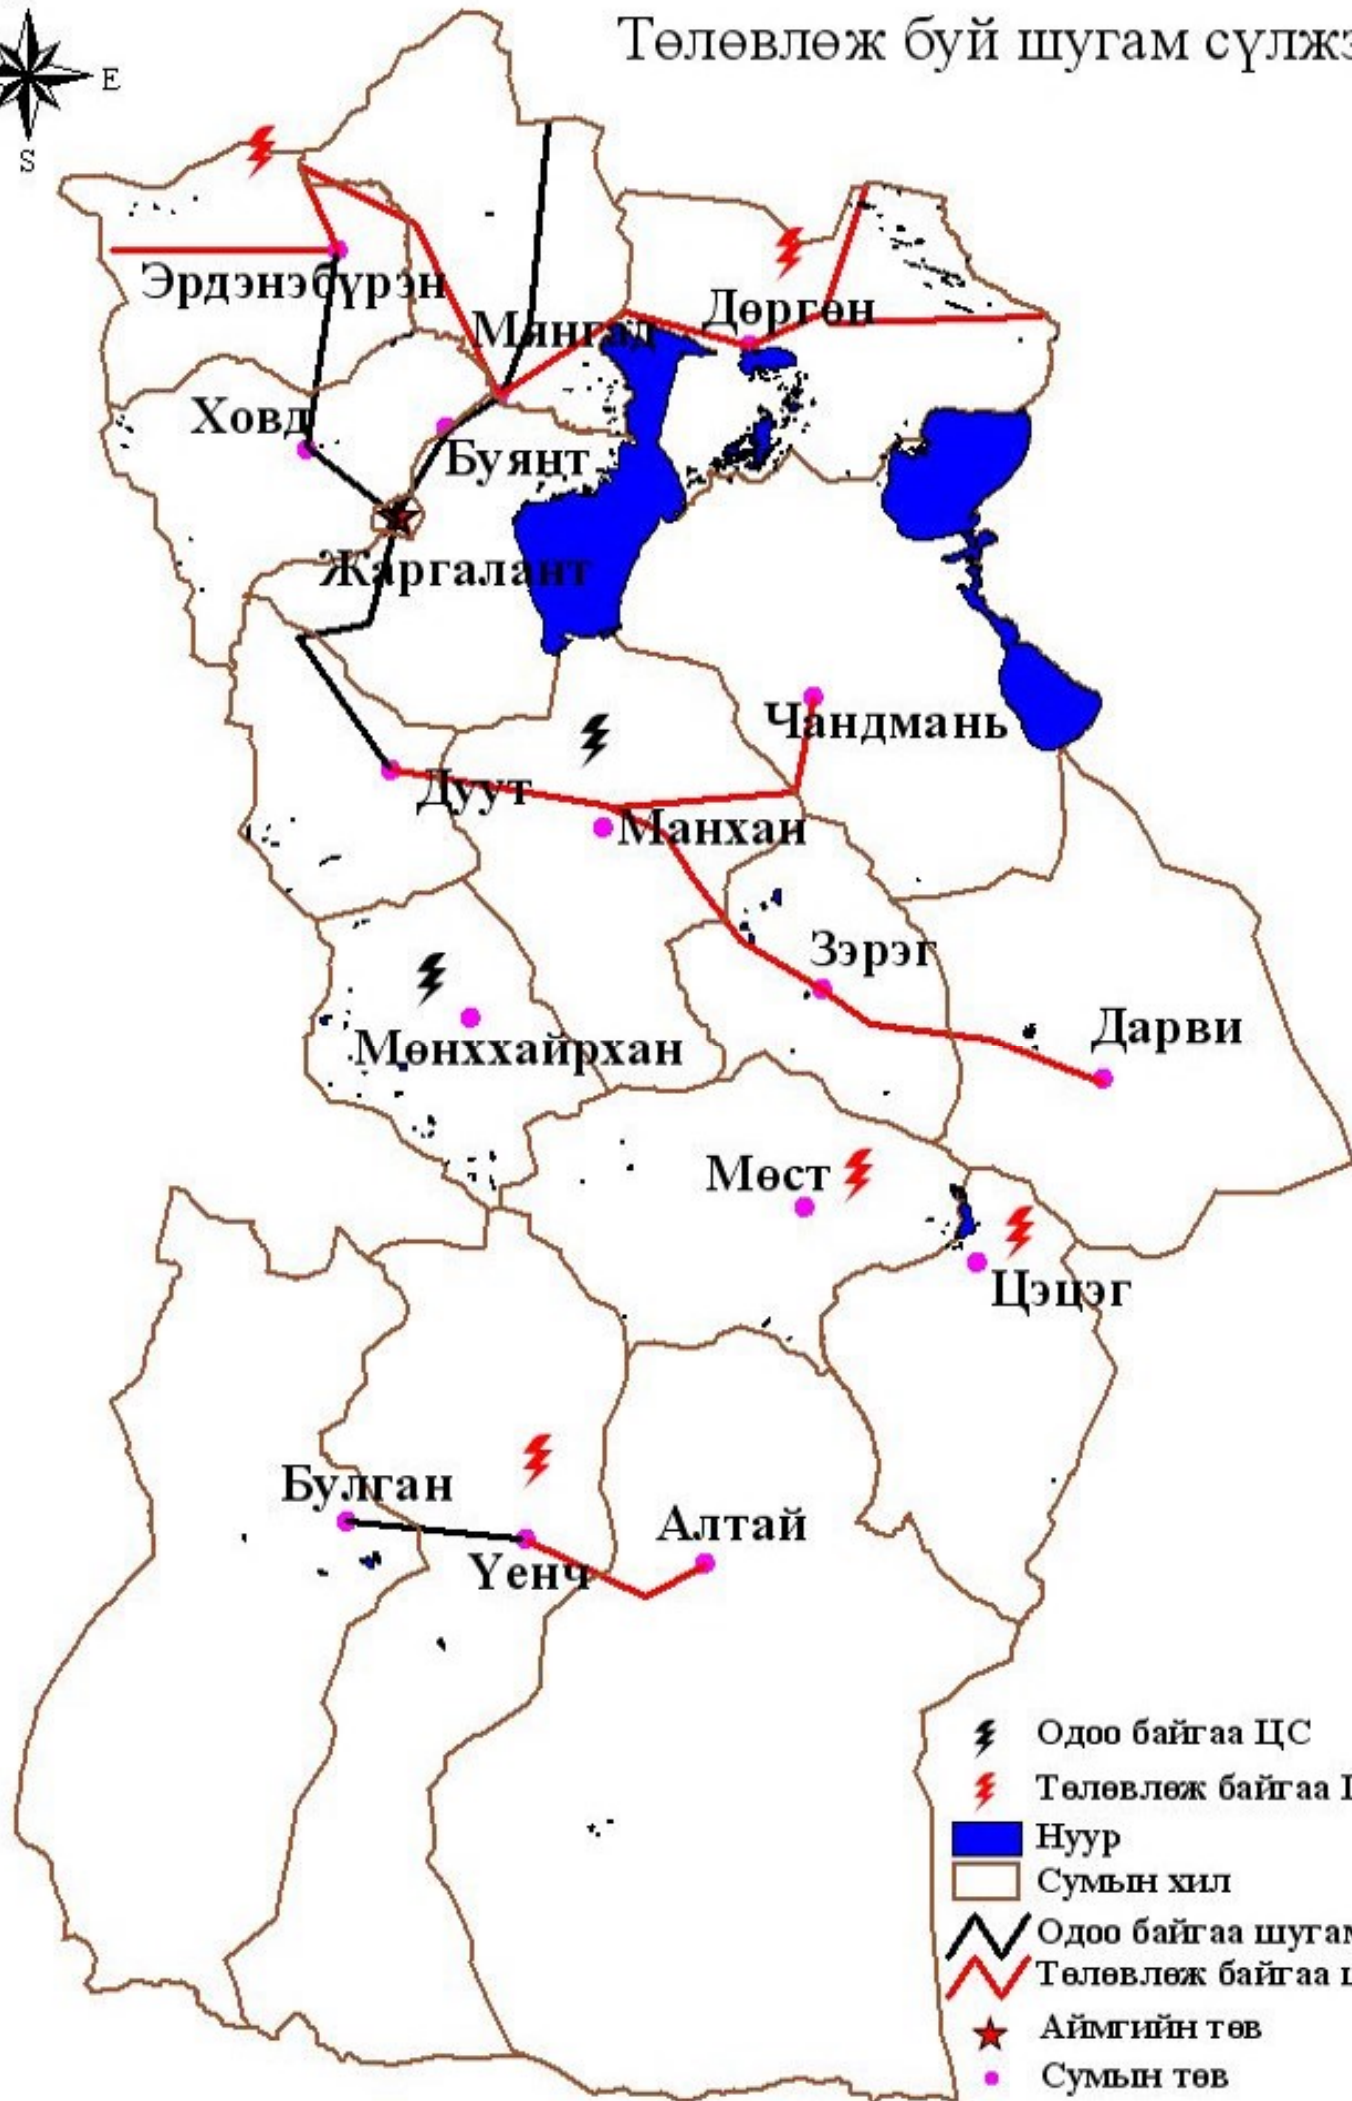 Төлөвлөж буй шугам сүлжэ
E
S
Эрдэнэбүрэн
Мянгад
Дөргөн
Ховд
Буянт
Жаргалант
Чандмань
Дуут
Манхан
Зэрэг
Дарви
Мөнххайрхан
Мөст
Цэцэг
Булган
Үенч
Алтай
Одоо байгаа ЦС
Төлөвлөж байгаа
Нуур
Сумын хил
Одоо байгаа шугам
Төлөвлөж байгаа
Аймгийн төв
Сумын төв